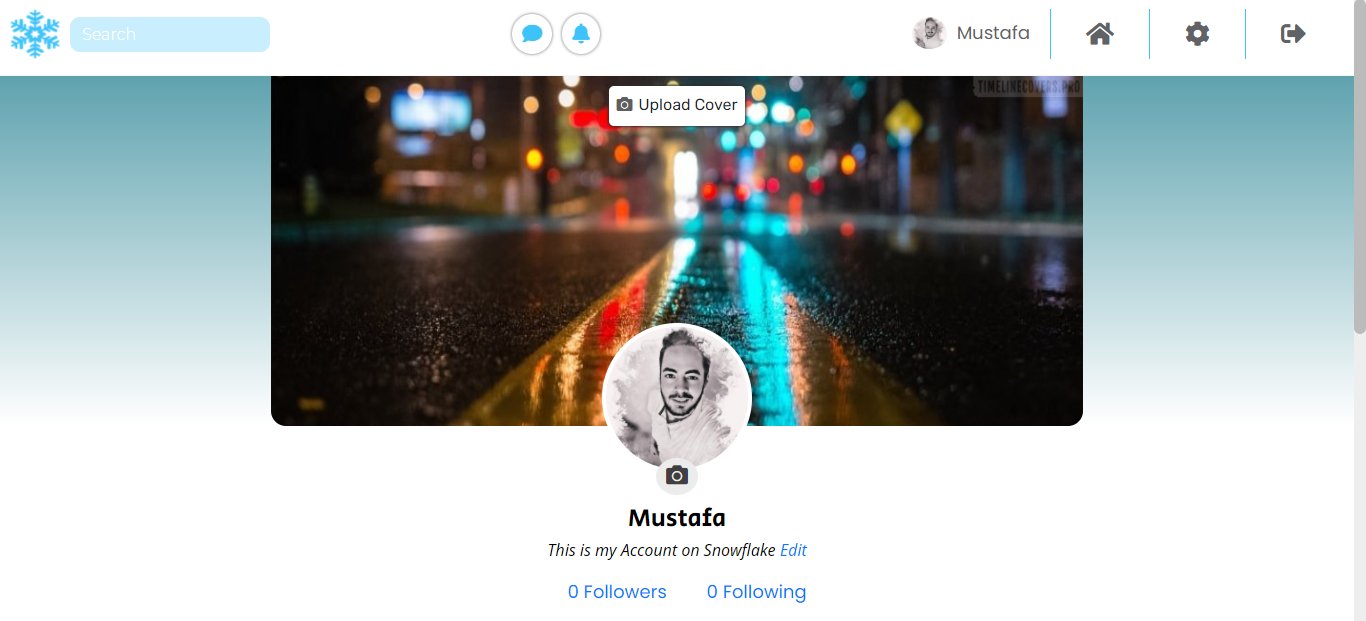 Search
Mustafa
TIMELINECOVERS.PRO
Upload Cover
Mustafa
This is my Account on Snowflake Edit
0 Followers 0 Following